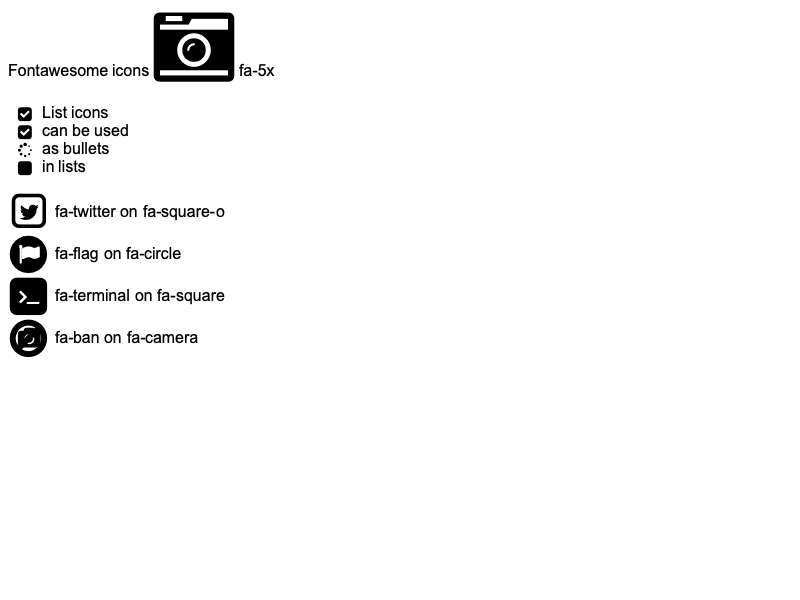 Fontawesome icons fa-5x
List icons
can be used
as bullets
in lists
fa-twitter on fa-square-o
fa-flag on fa-circle
fa-terminal on fa-square
fa-ban on fa-camera